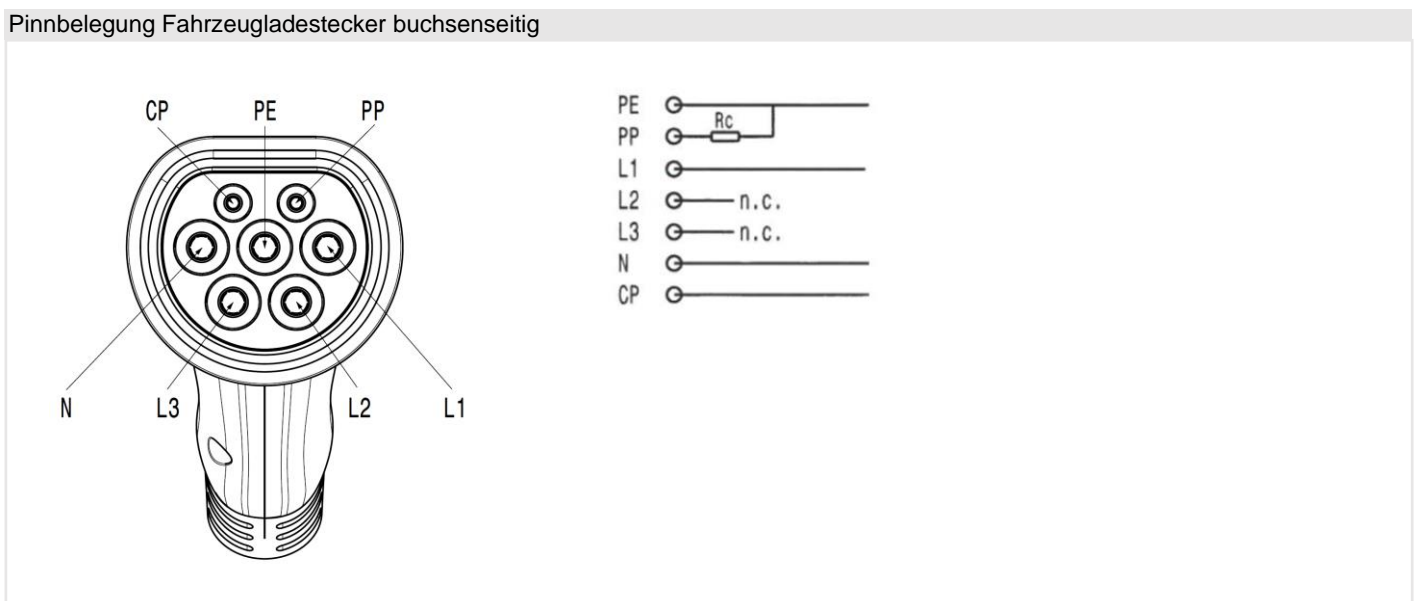 Pinnbelegung Fahrzeugladestecker buchsenseitig
CP PE PP
N L3 L2 L1
PE
Rc
PP
L1
L2 n.c.
L3 n.c.
N
CP